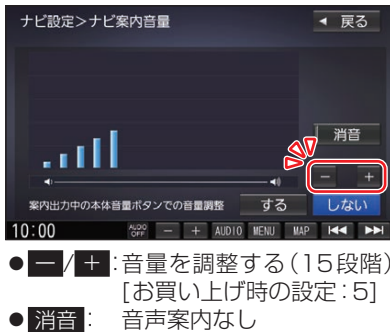 ナビ設定>ナビ案内音量
◀ 戻る
消音
− +
案内出力中の本体音量ボタンでの音量調整 する しない
10:00 AUDIO OFF − + AUDIO MENU MAP
● −/+:音量を調整する(15段階)
[お買い上げ時の設定:5]
● 消音: 音声案内なし